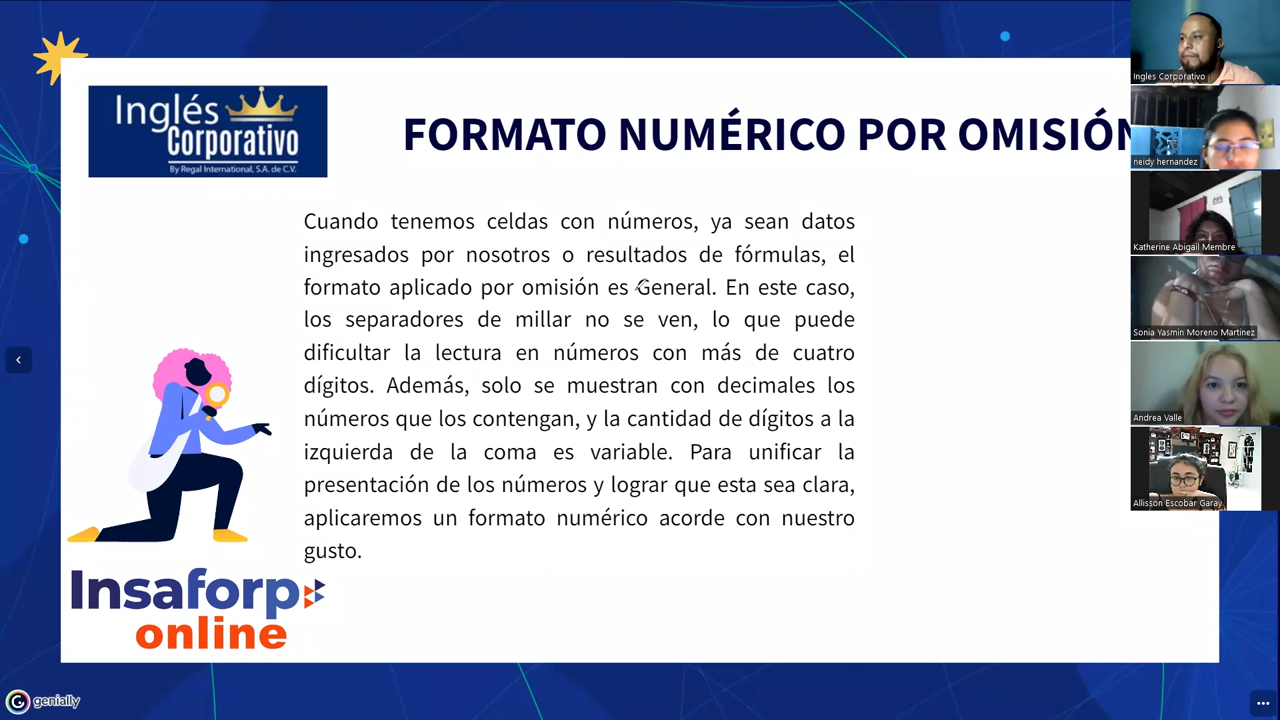 Inglés
Corporativo
By Regal International, S.A. de C.V.
FORMATO NUMÉRICO POR OMISIÓN
Cuando tenemos celdas con números, ya sean datos
ingresados por nosotros o resultados de fórmulas, el
formato aplicado por omisión es General. En este caso,
los separadores de millar no se ven, lo que puede
dificultar la lectura en números con más de cuatro
dígitos. Además, solo se muestran con decimales los
números que los contengan, y la cantidad de dígitos a la
izquierda de la coma es variable. Para unificar la
presentación de los números y lograr que esta sea clara,
aplicaremos un formato numérico acorde con nuestro
gusto.
Insaforp
online
genially
Ingles Corporativo
neidy hernandez
Katherine Abigail Membre
Sonia Yasmin Moreno Martinez
Andrea Valle
Allisson Escobar Garay